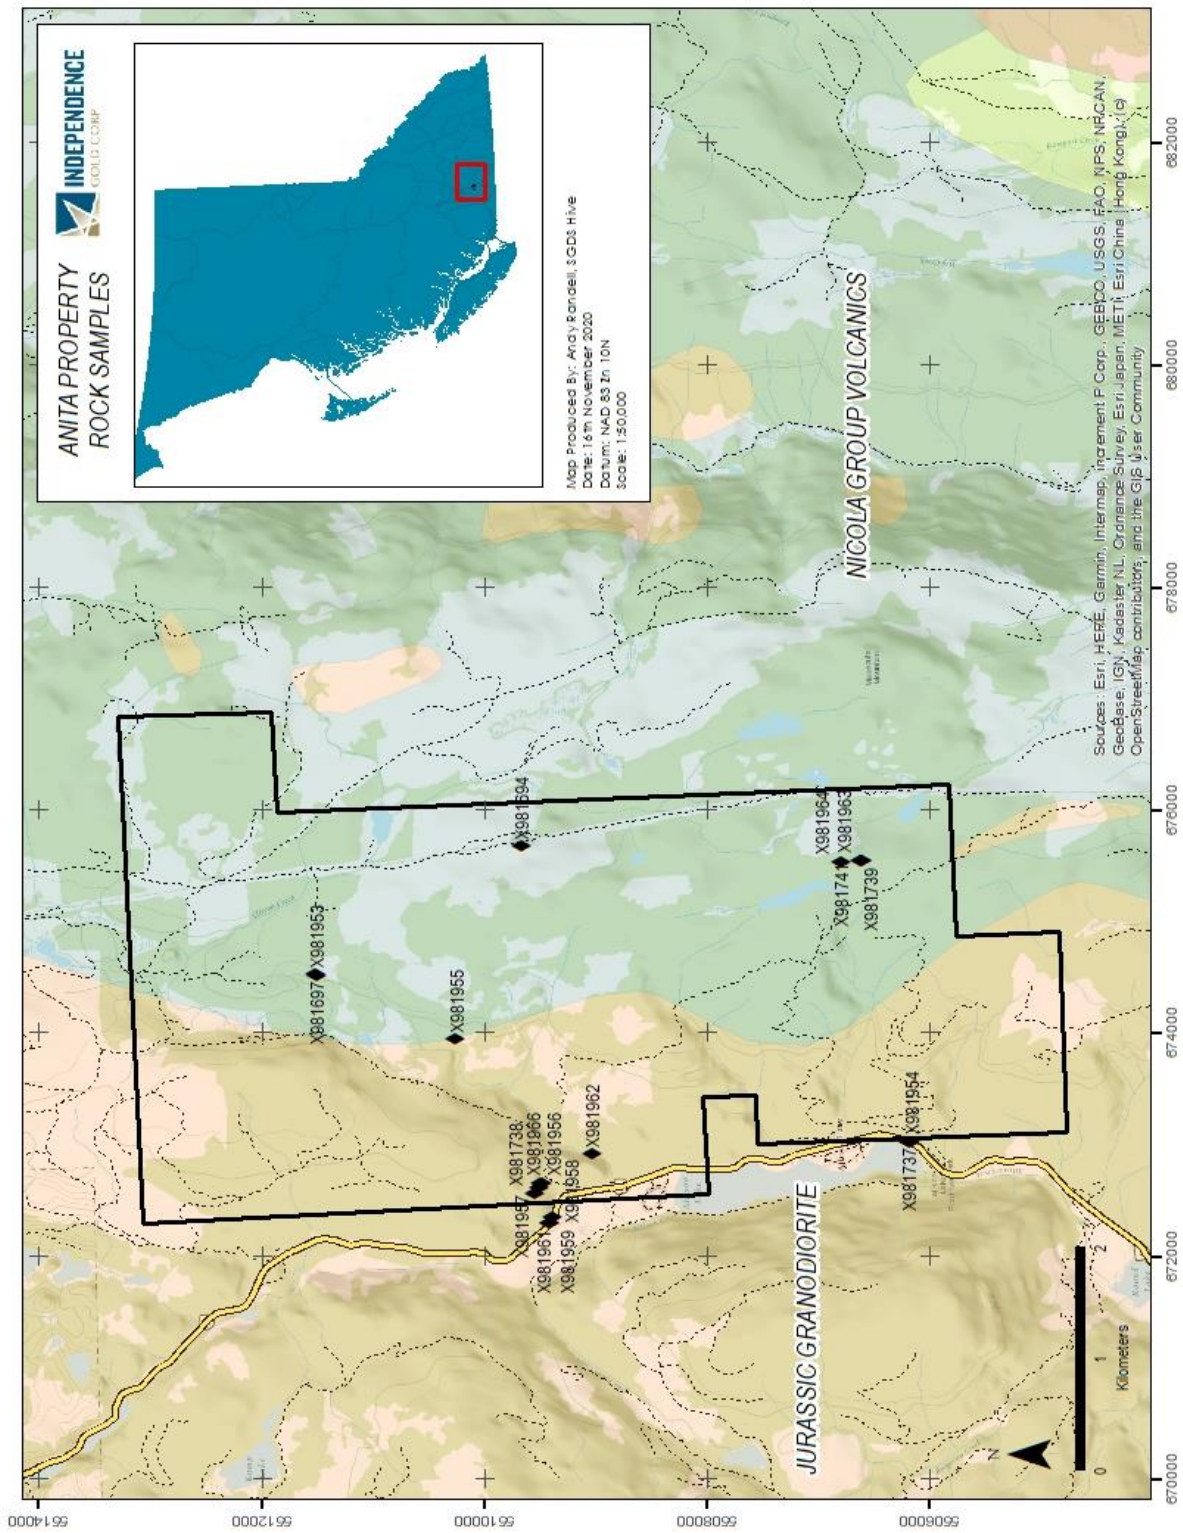 ANITA PROPERTY
ROCK SAMPLES
INDEPENDENCE
GOLD CORP
Map Produced By: Andy Randell, SGDS Hive
Date: 16th November 2020
Datum: NAD 83 Zn 10N
Scale: 1:50,000
X981697
X981953
X981955
X981694
X981738
X981966
X981956
X981957
X981958
X981961
X981959
X981962
X981964
X981963
X981741
X981739
X981737
X981954
NICOLA GROUP VOLCANICS
JURASSIC GRANODIORITE
N
0
1
2
Kilometers
Sources: Esri, HERE, Garmin, Intermap, increment P Corp., GEBCO, USGS, FAO, NPS, NRCAN,
GeoBase, IGN, Kadaster NL, Ordnance Survey, Esri Japan, METI, Esri China (Hong Kong), (c)
OpenStreetMap contributors, and the GIS User Community
5614000
5612000
5610000
5608000
5606000
670000
672000
674000
676000
678000
680000
682000